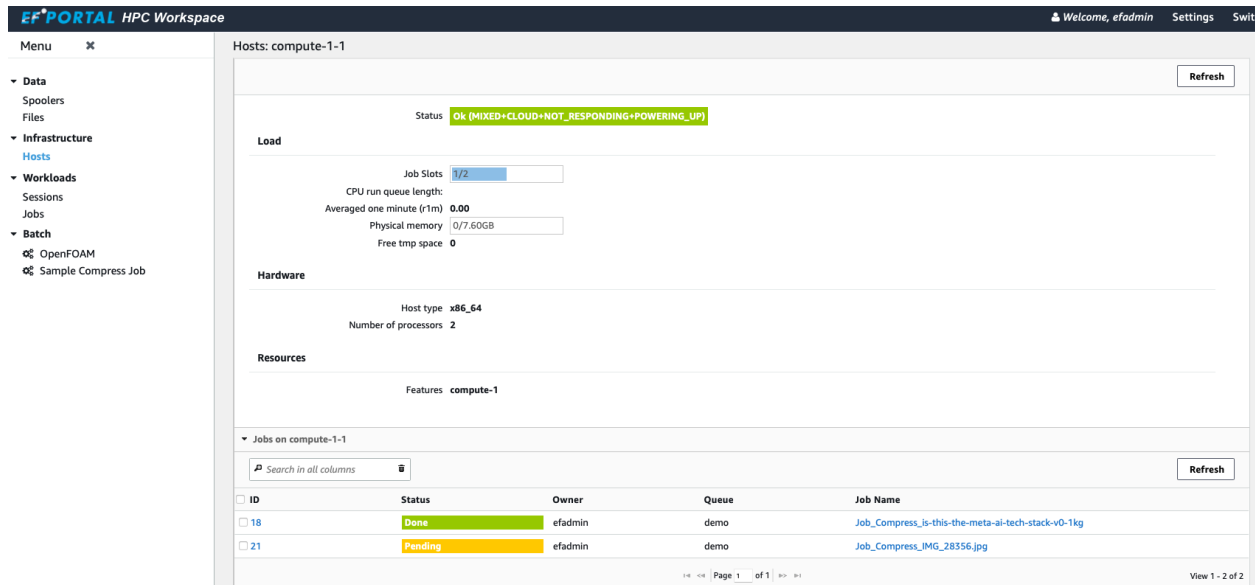 EF PORTAL HPC Workspace
Welcome, efadmin Settings Swit
Menu
Hosts: compute-1-1
Refresh
Data
Spoolers
Files
Infrastructure
Hosts
Workloads
Sessions
Jobs
Batch
OpenFOAM
Sample Compress Job
Status Ok (MIXED+CLOUD+NOT_RESPONDING+POWERING_UP)
Load
Job Slots 1/2
CPU run queue length:
Averaged one minute (r1m) 0.00
Physical memory 0/7.60GB
Free tmp space 0
Hardware
Host type x86_64
Number of processors 2
Resources
Features compute-1
Jobs on compute-1-1
Search in all columns
Refresh
ID Status Owner Queue Job Name
18 Done efadmin demo Job_Compress_is-this-the-meta-ai-tech-stack-v0-1kg
21 Pending efadmin demo Job_Compress_IMG_28356.jpg
Page 1 of 1
View 1 - 2 of 2